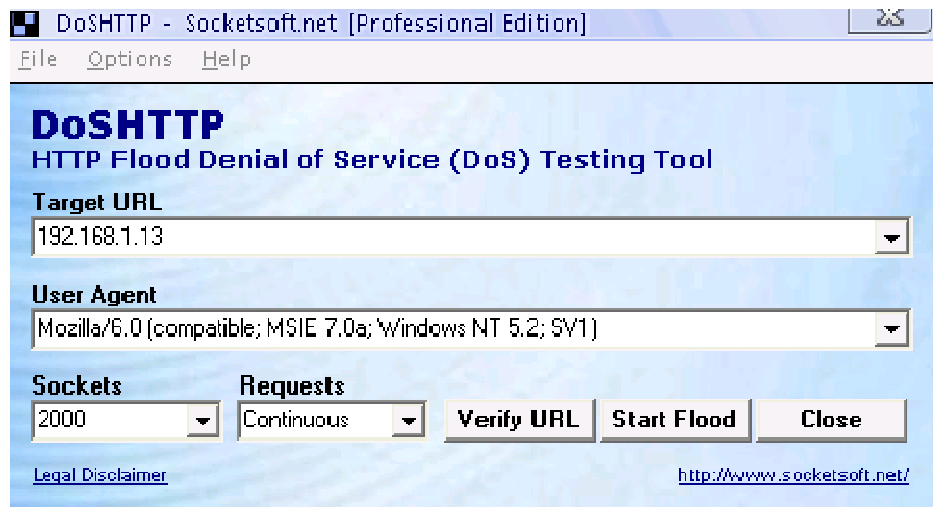 DoSHTTP - Socketsoft.net [Professional Edition]
File Options Help
DoSHTTP
HTTP Flood Denial of Service (DoS) Testing Tool
Target URL
192.168.1.13
User Agent
Mozilla/6.0 (compatible; MSIE 7.0a; Windows NT 5.2; SV1)
Sockets Requests
2000 Continuous Verify URL Start Flood Close
Legal Disclaimer http://www.socketsoft.net/